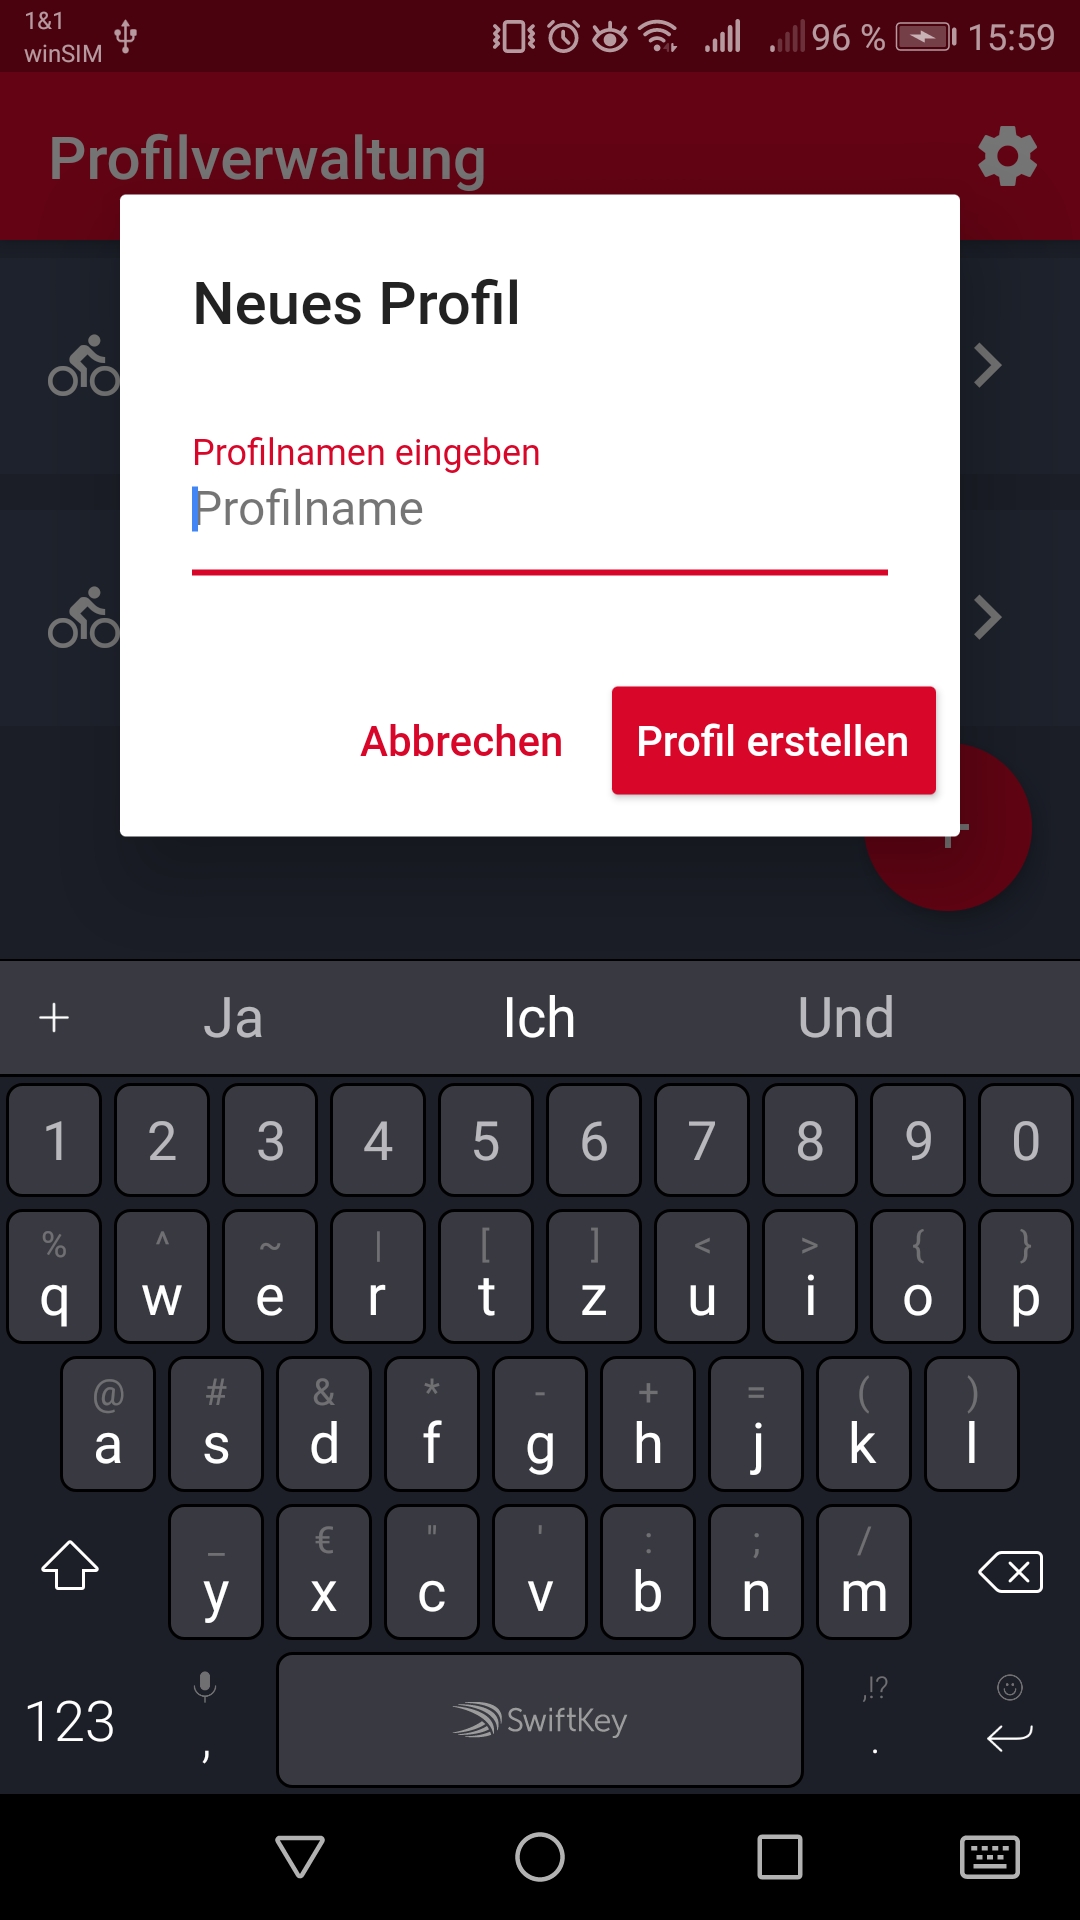 1&1
winSIM
96 %
15:59
Profilverwaltung
Neues Profil
Profilnamen eingeben
Profilname
Abbrechen
Profil erstellen
+
Ja
Ich
Und
1 2 3 4 5 6 7 8 9 0
% ^ ~ | [ ] < > { }
q w e r t z u i o p
@ # & * - + = ( )
a s d f g h j k l
_ € " ' : ; /
y x c v b n m
,!?
123 , SwiftKey .